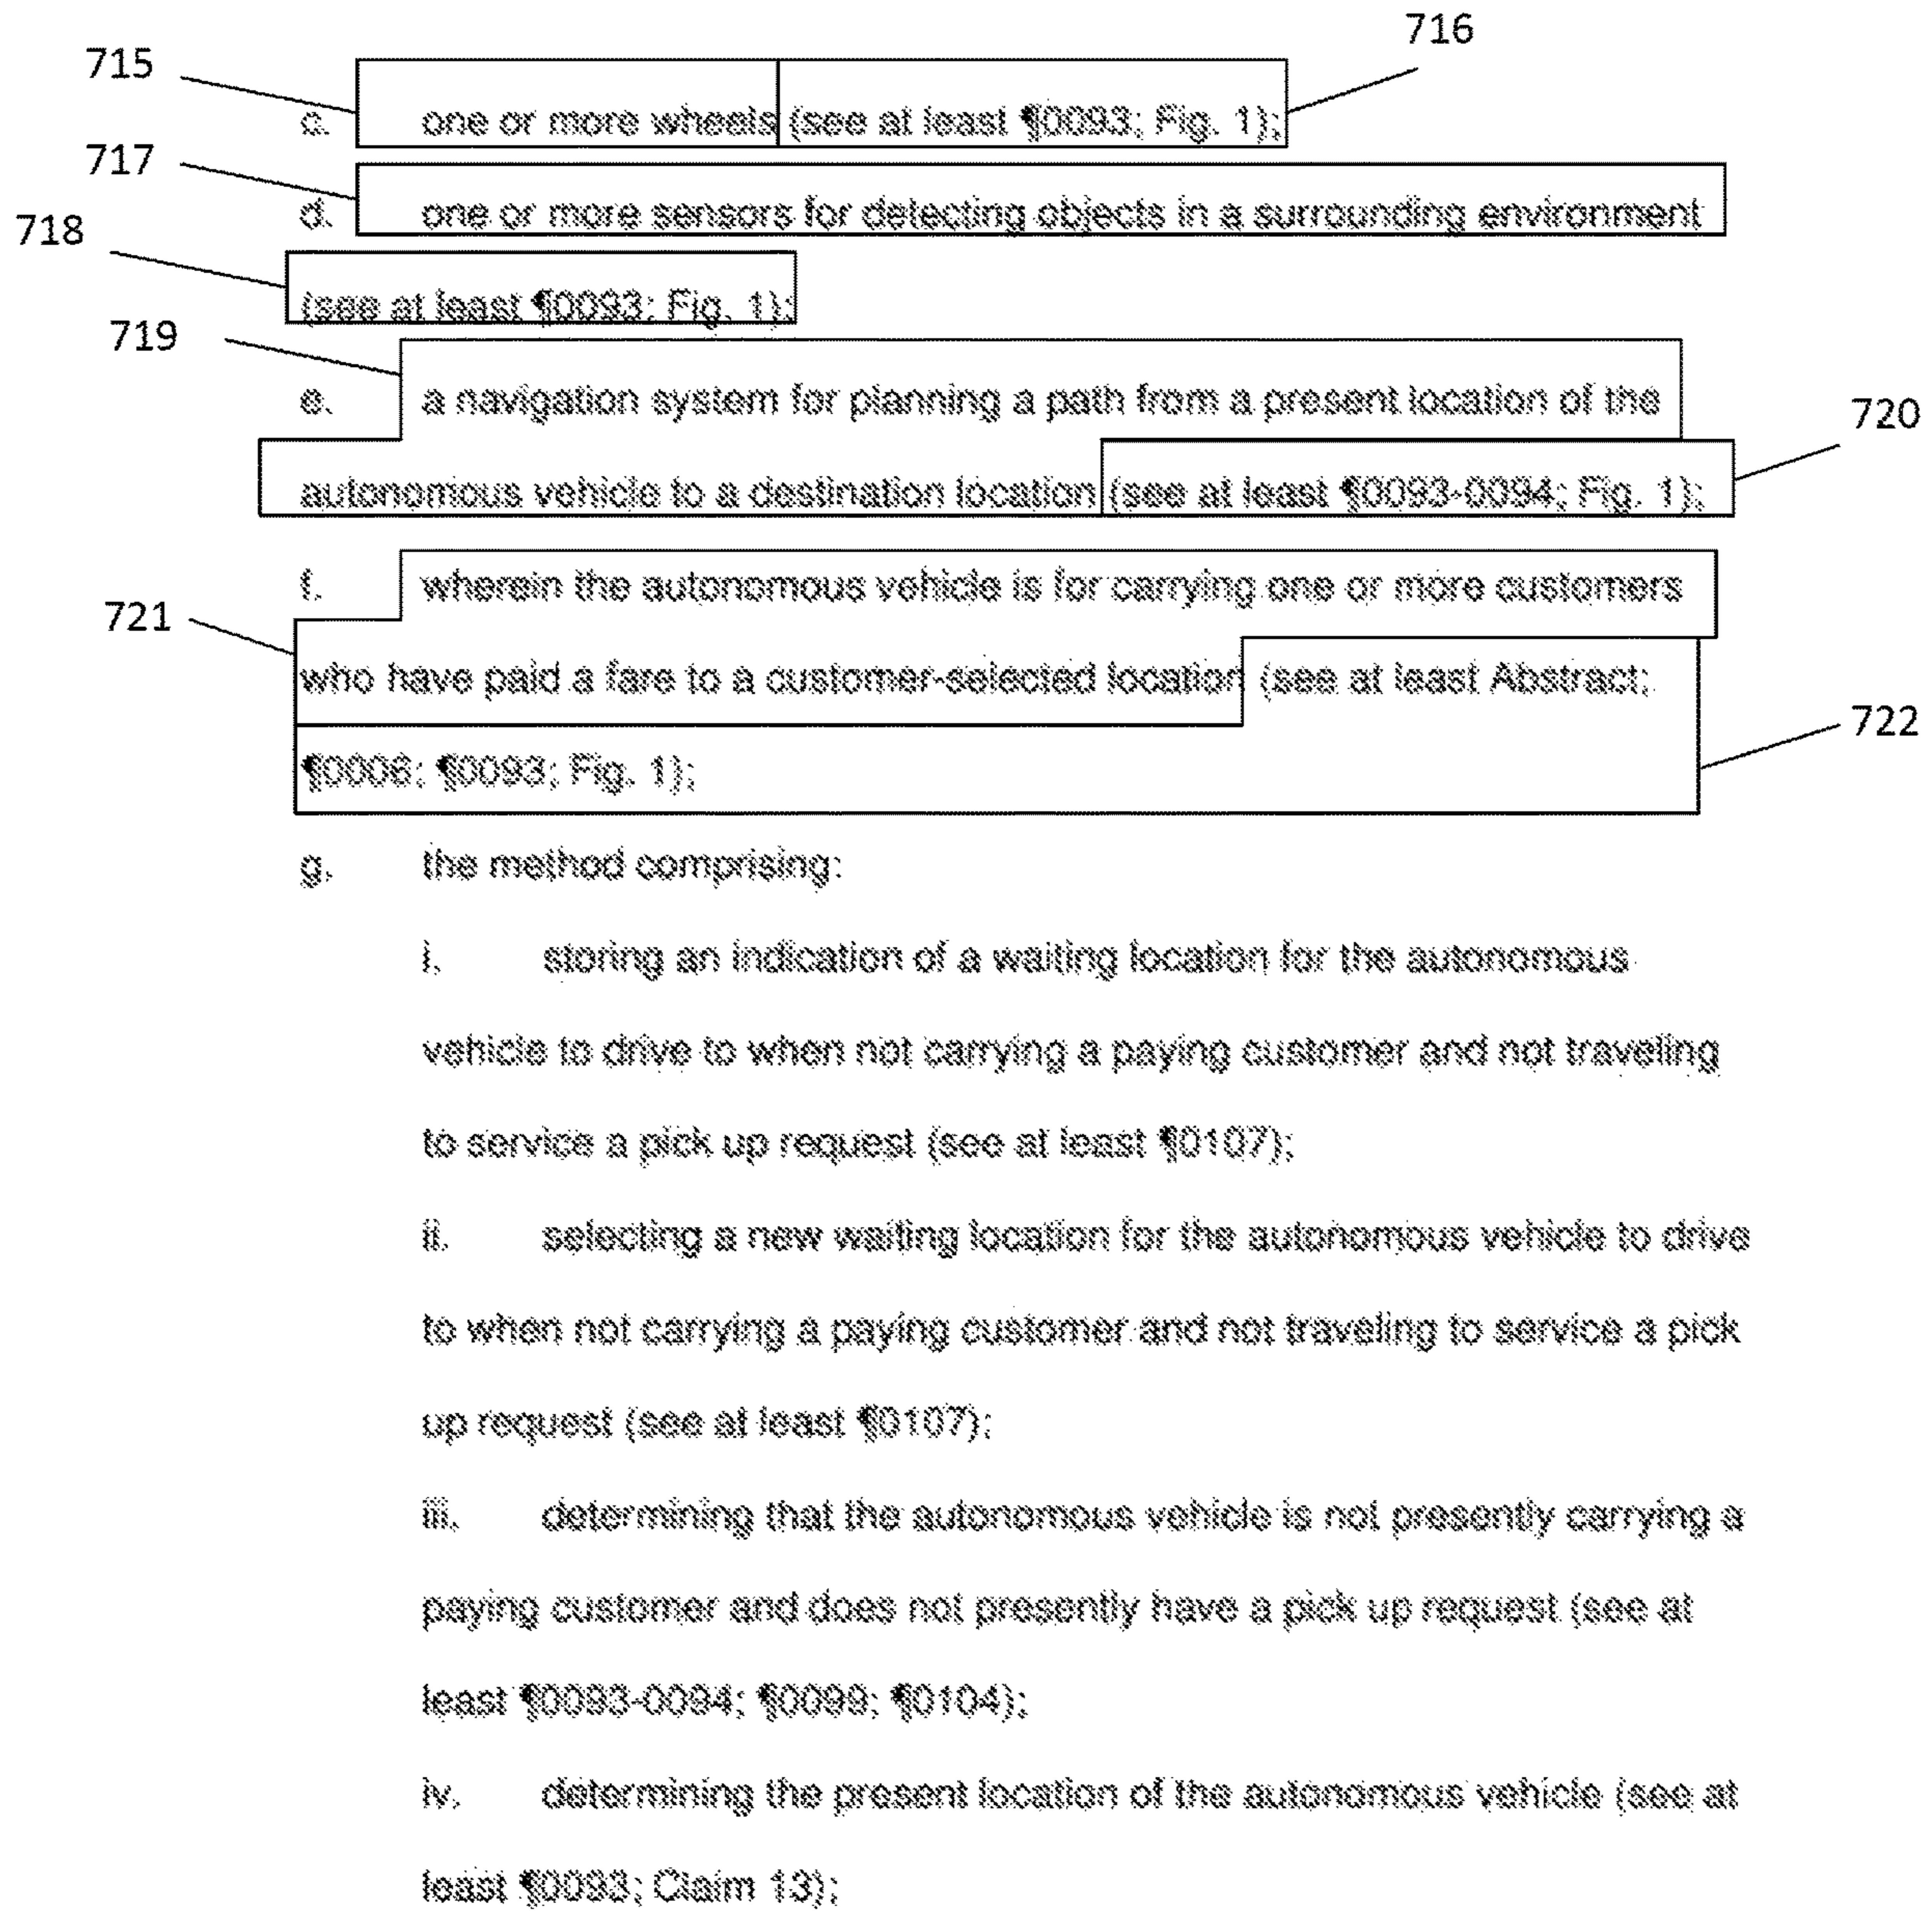 716
715
c. one or more wheels (see at least ¶0093; Fig. 1);
717
d. one or more sensors for detecting objects in a surrounding environment
718
(see at least ¶0093; Fig. 1);
719
e. a navigation system for planning a path from a present location of the
720
autonomous vehicle to a destination location (see at least ¶0093-0094; Fig. 1);
f. wherein the autonomous vehicle is for carrying one or more customers
721
who have paid a fare to a customer-selected location (see at least Abstract;
722
¶0006; ¶0093; Fig. 1);
g. the method comprising:
i. storing an indication of a waiting location for the autonomous
vehicle to drive to when not carrying a paying customer and not traveling
to service a pick up request (see at least ¶0107);
ii. selecting a new waiting location for the autonomous vehicle to drive
to when not carrying a paying customer and not traveling to service a pick
up request (see at least ¶0107);
iii. determining that the autonomous vehicle is not presently carrying a
paying customer and does not presently have a pick up request (see at
least ¶0093-0094; ¶0099; ¶0104);
iv. determining the present location of the autonomous vehicle (see at
least ¶0093; Claim 13);